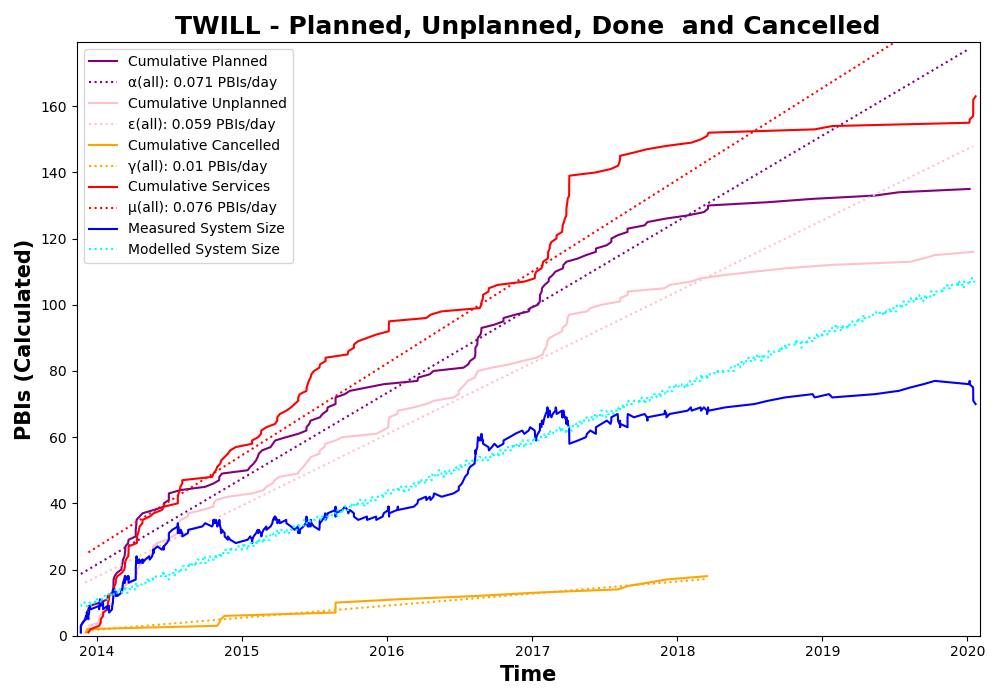 TWILL - Planned, Unplanned, Done  and Cancelled
Cumulative Planned
α(all): 0.071 PBIs/day
Cumulative Unplanned
ε(all): 0.059 PBIs/day
Cumulative Cancelled
γ(all): 0.01 PBIs/day
Cumulative Services
μ(all): 0.076 PBIs/day
Measured System Size
Modelled System Size
PBIs (Calculated)
160
140
120
100
80
60
40
20
0
2014 2015 2016 2017 2018 2019 2020
Time